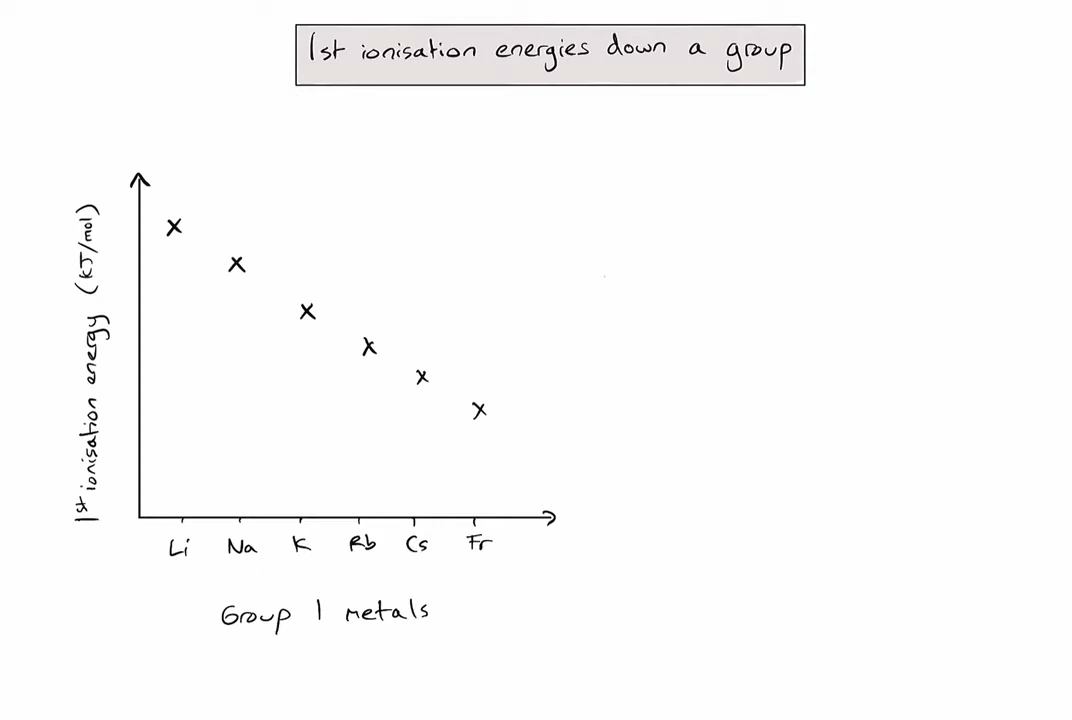 1st ionisation energies down a group
1st ionisation energy (kJ/mol)
Li Na K Rb Cs Fr
Group 1 metals